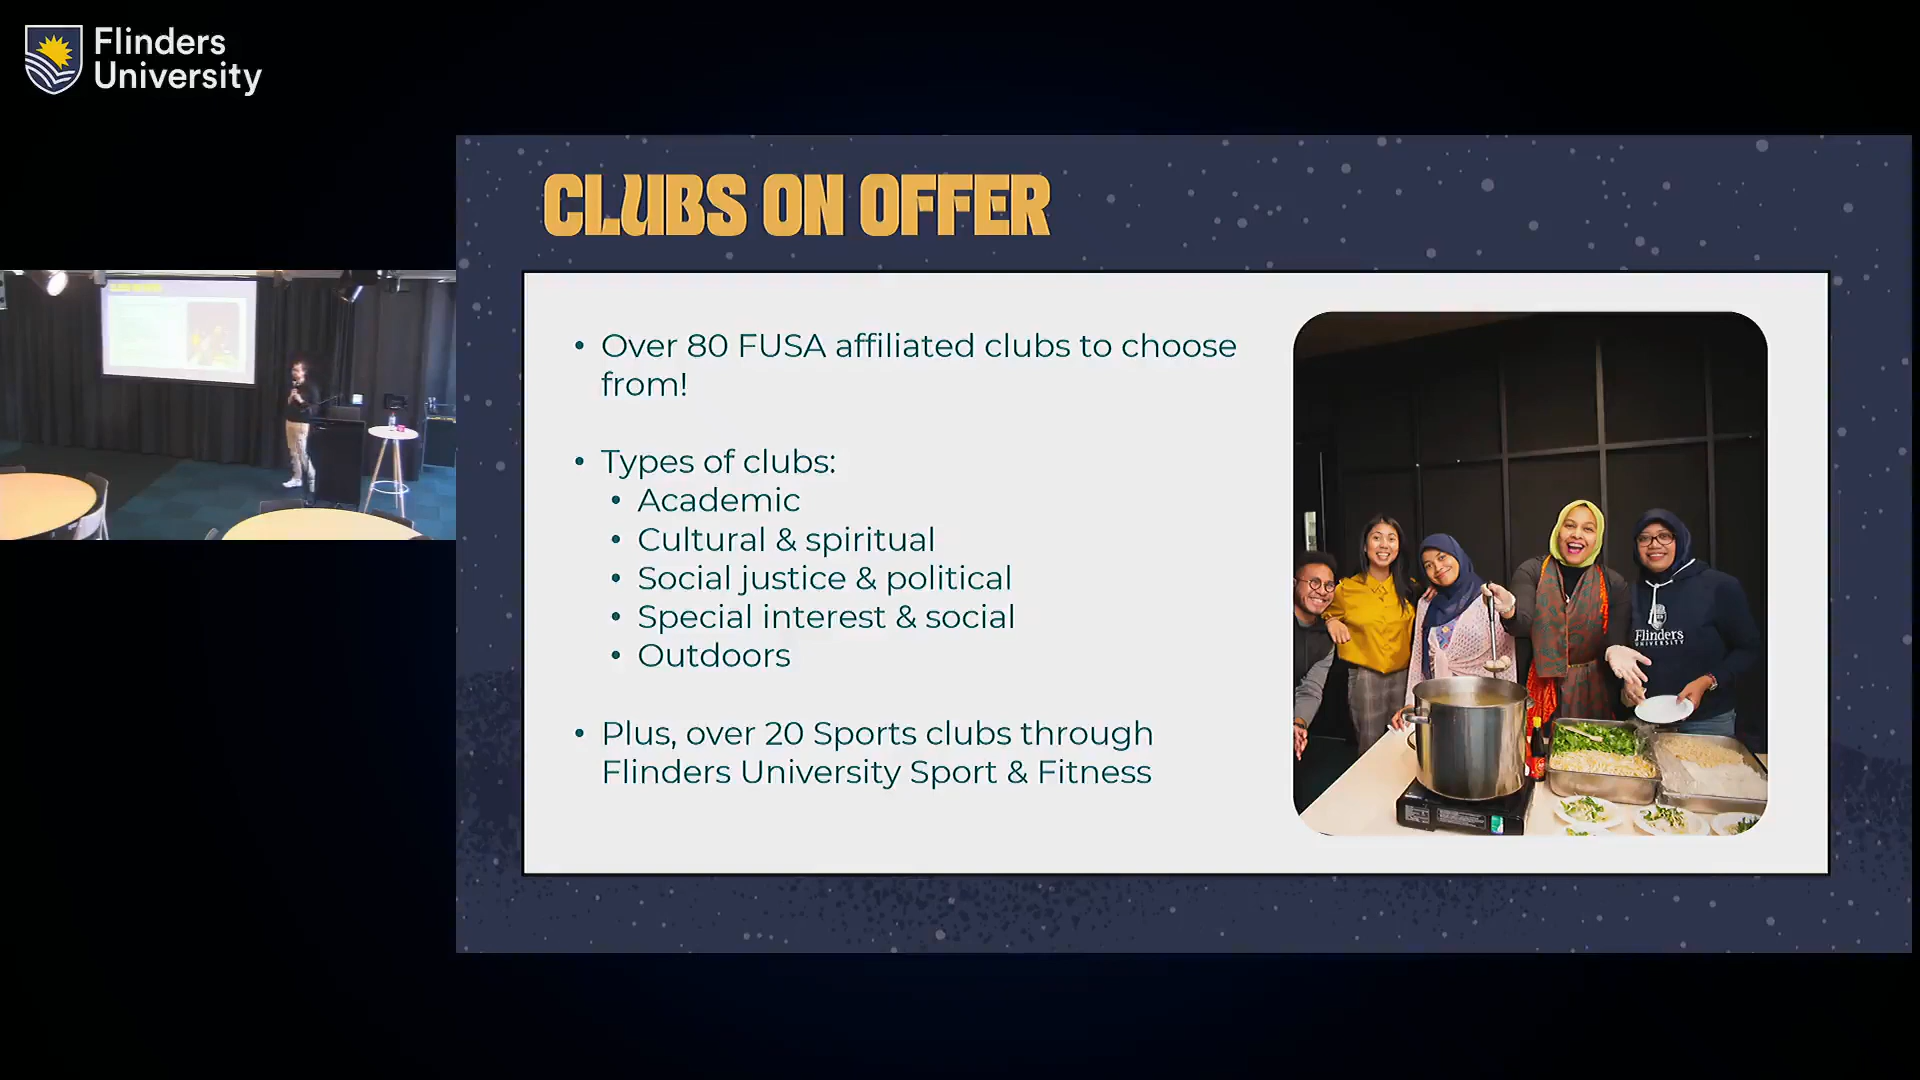 Flinders
University
CLUBS ON OFFER
• Over 80 FUSA affiliated clubs to choose
from!
• Types of clubs:
• Academic
• Cultural & spiritual
• Social justice & political
• Special interest & social
• Outdoors
• Plus, over 20 Sports clubs through
Flinders University Sport & Fitness
Flinders
UNIVERSITY